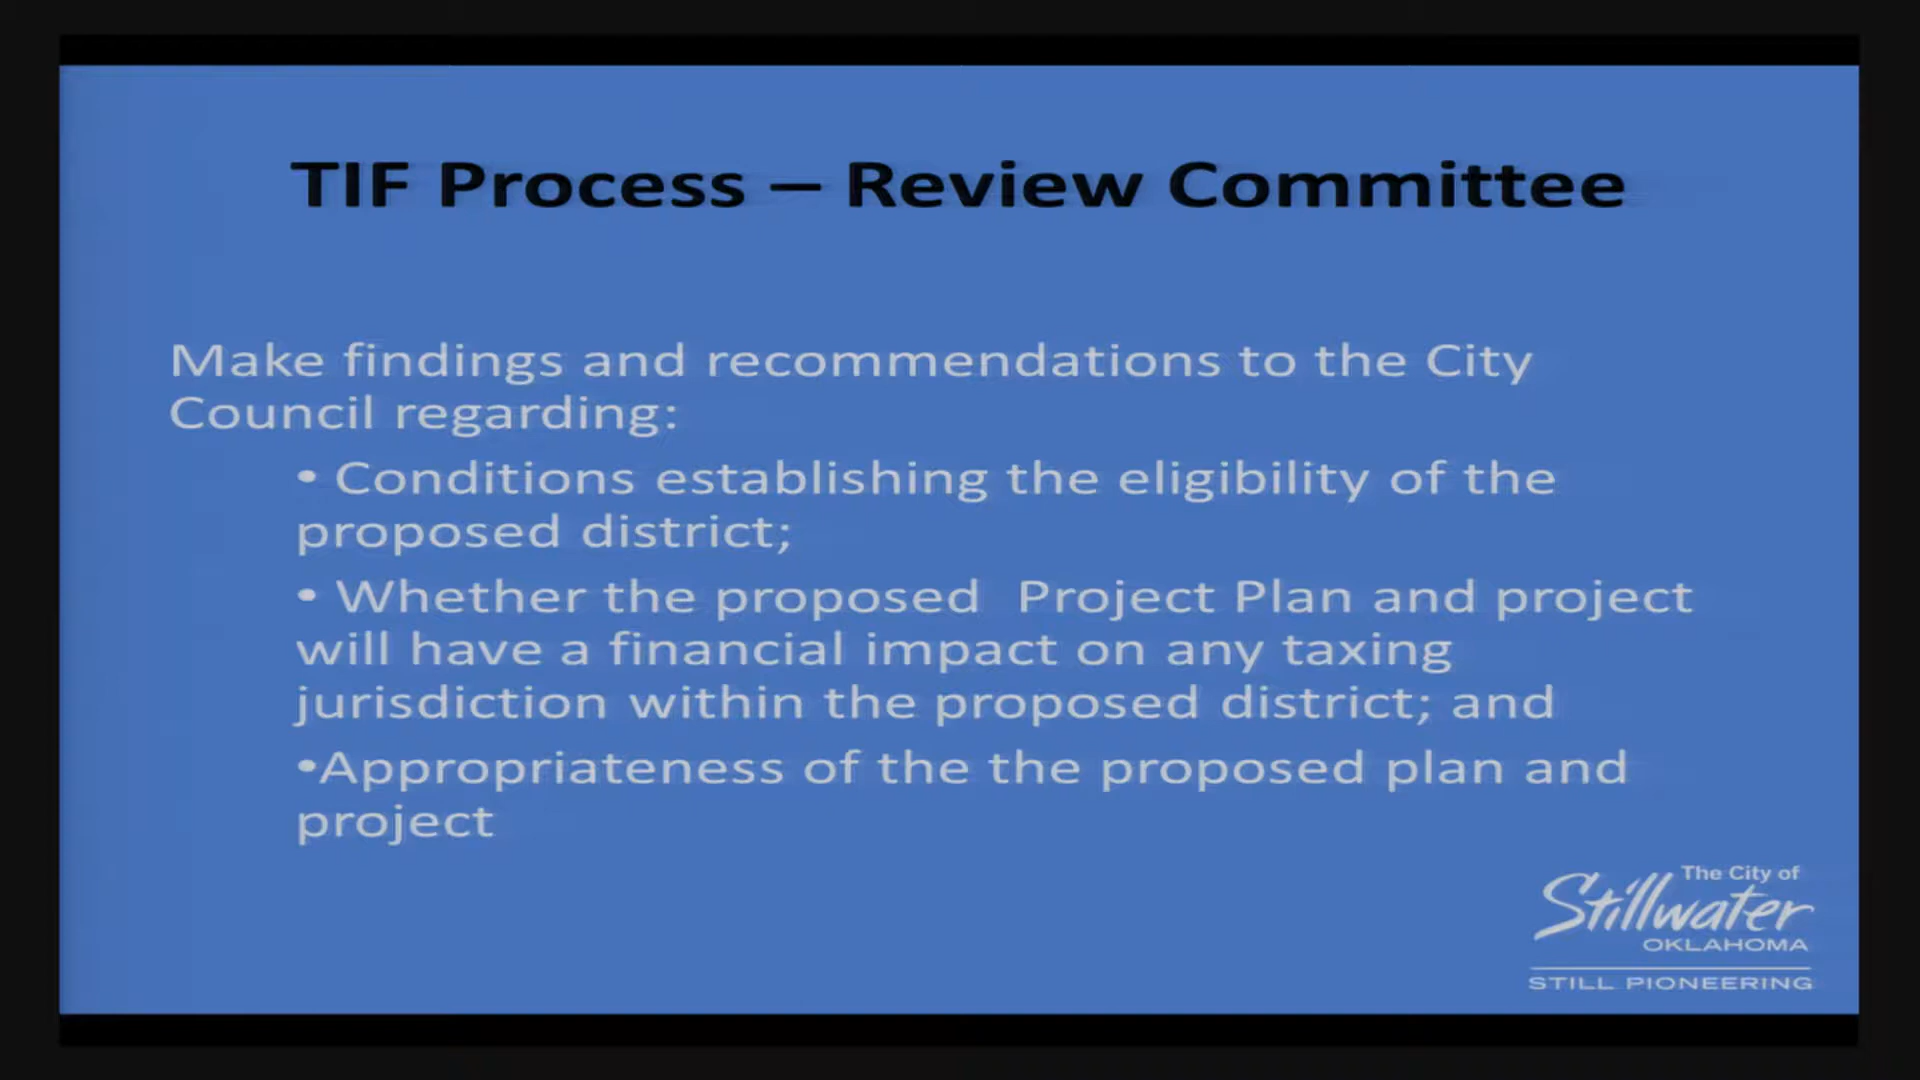 TIF Process – Review Committee
Make findings and recommendations to the City
Council regarding:
• Conditions establishing the eligibility of the
proposed district;
• Whether the proposed  Project Plan and project
will have a financial impact on any taxing
jurisdiction within the proposed district; and
•Appropriateness of the the proposed plan and
project
The City of
Stillwater
OKLAHOMA
STILL PIONEERING